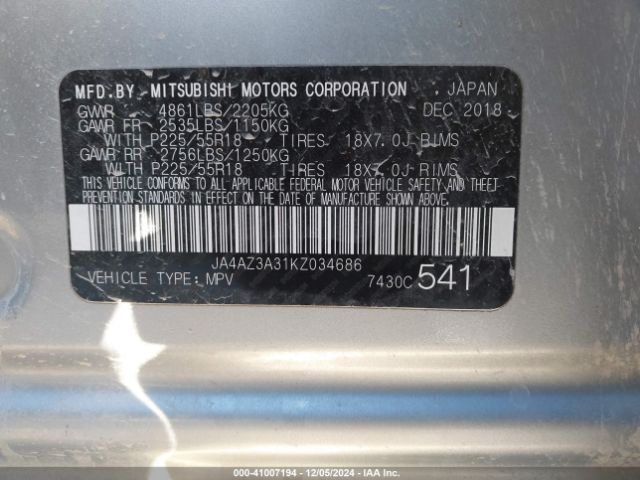 MFD.BY MITSUBISHI MOTORS CORPORATION JAPAN
GVWR 4861LBS/2205KG DEC 2018
GAWR FR 2535LBS/1150KG
WITH P225/55R18 TIRES 18X7.0J RIMS
GAWR RR 2756LBS/1250KG
WITH P225/55R18 TIRES 18X7.0J RIMS
THIS VEHICLE CONFORMS TO ALL APPLICABLE FEDERAL MOTOR VEHICLE SAFETY AND THEFT
PREVENTION STANDARDS IN EFFECT ON THE DATE OF MANUFACTURE SHOWN ABOVE.
JA4AZ3A31KZ034686
VEHICLE TYPE:MPV 7430C 541
000-41007194 - 12/05/2024 - IAA Inc.